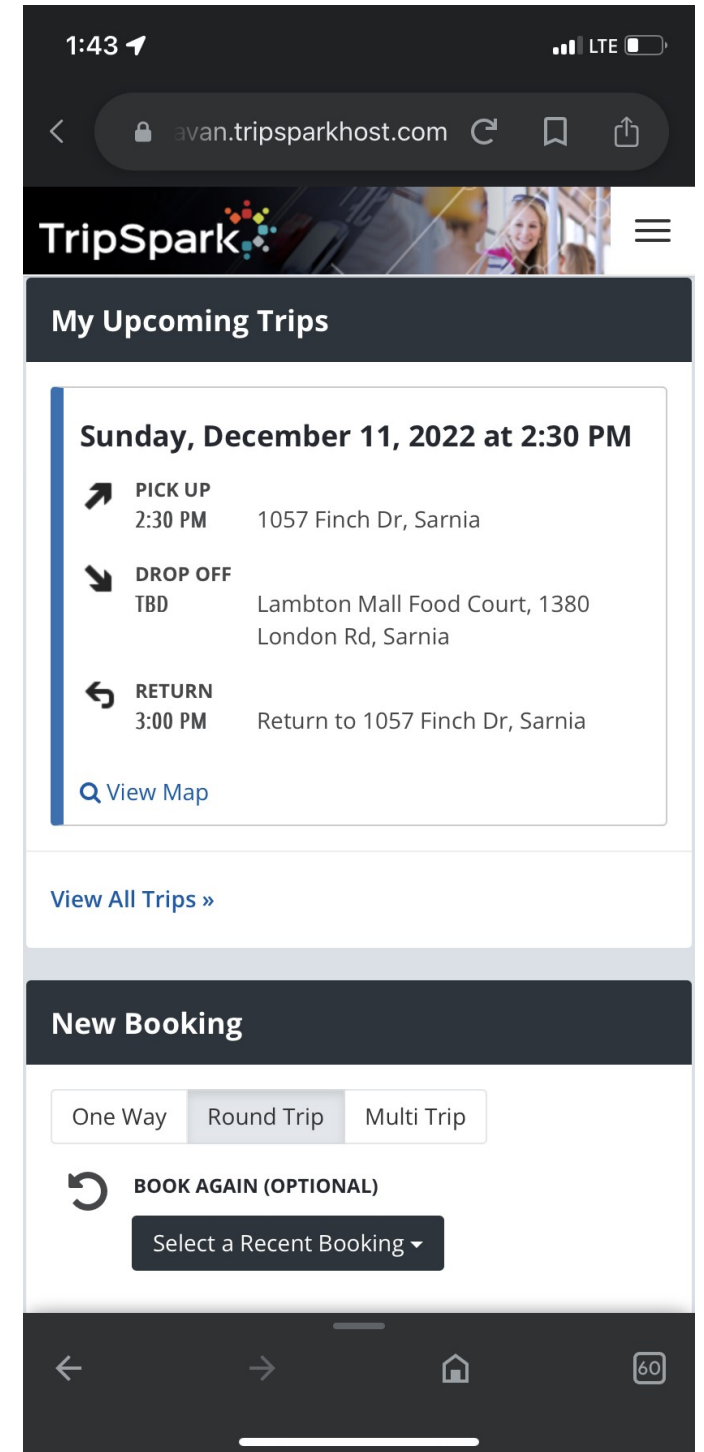 1:43 LTE
avan.tripsparkhost.com
TripSpark
My Upcoming Trips
Sunday, December 11, 2022 at 2:30 PM
PICK UP
2:30 PM 1057 Finch Dr, Sarnia
DROP OFF
TBD Lambton Mall Food Court, 1380
London Rd, Sarnia
RETURN
3:00 PM Return to 1057 Finch Dr, Sarnia
View Map
View All Trips »
New Booking
One Way Round Trip Multi Trip
BOOK AGAIN (OPTIONAL)
Select a Recent Booking
60